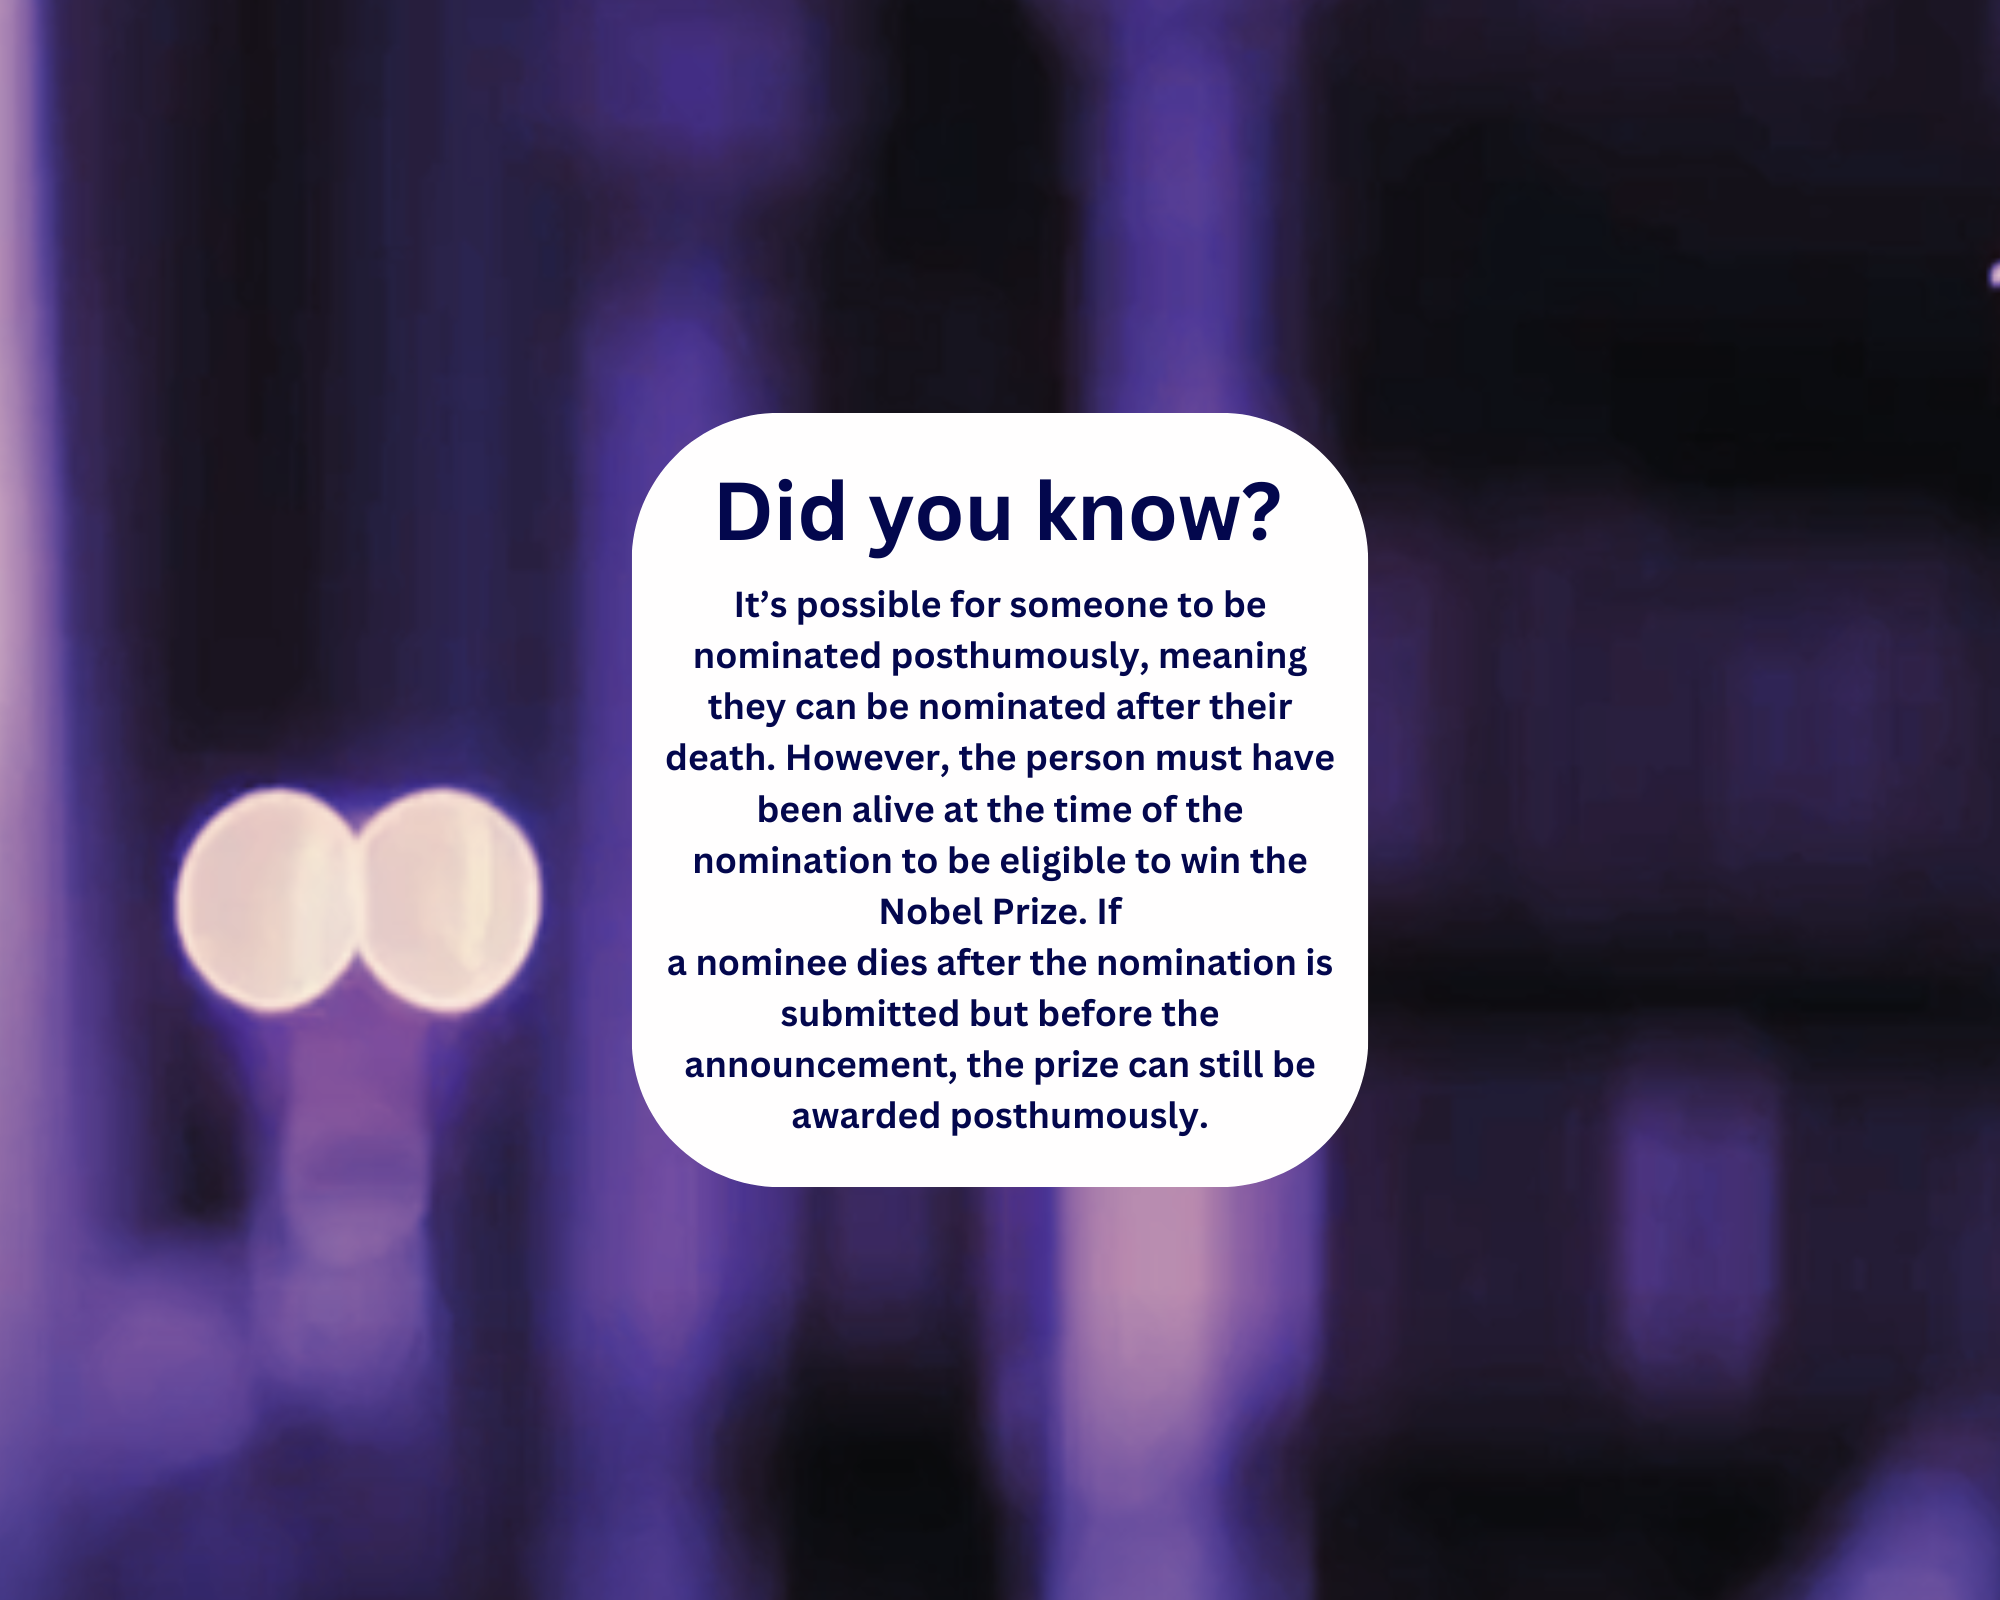 Did you know?
It’s possible for someone to be
nominated posthumously, meaning
they can be nominated after their
death. However, the person must have
been alive at the time of the
nomination to be eligible to win the
Nobel Prize. If
a nominee dies after the nomination is
submitted but before the
announcement, the prize can still be
awarded posthumously.